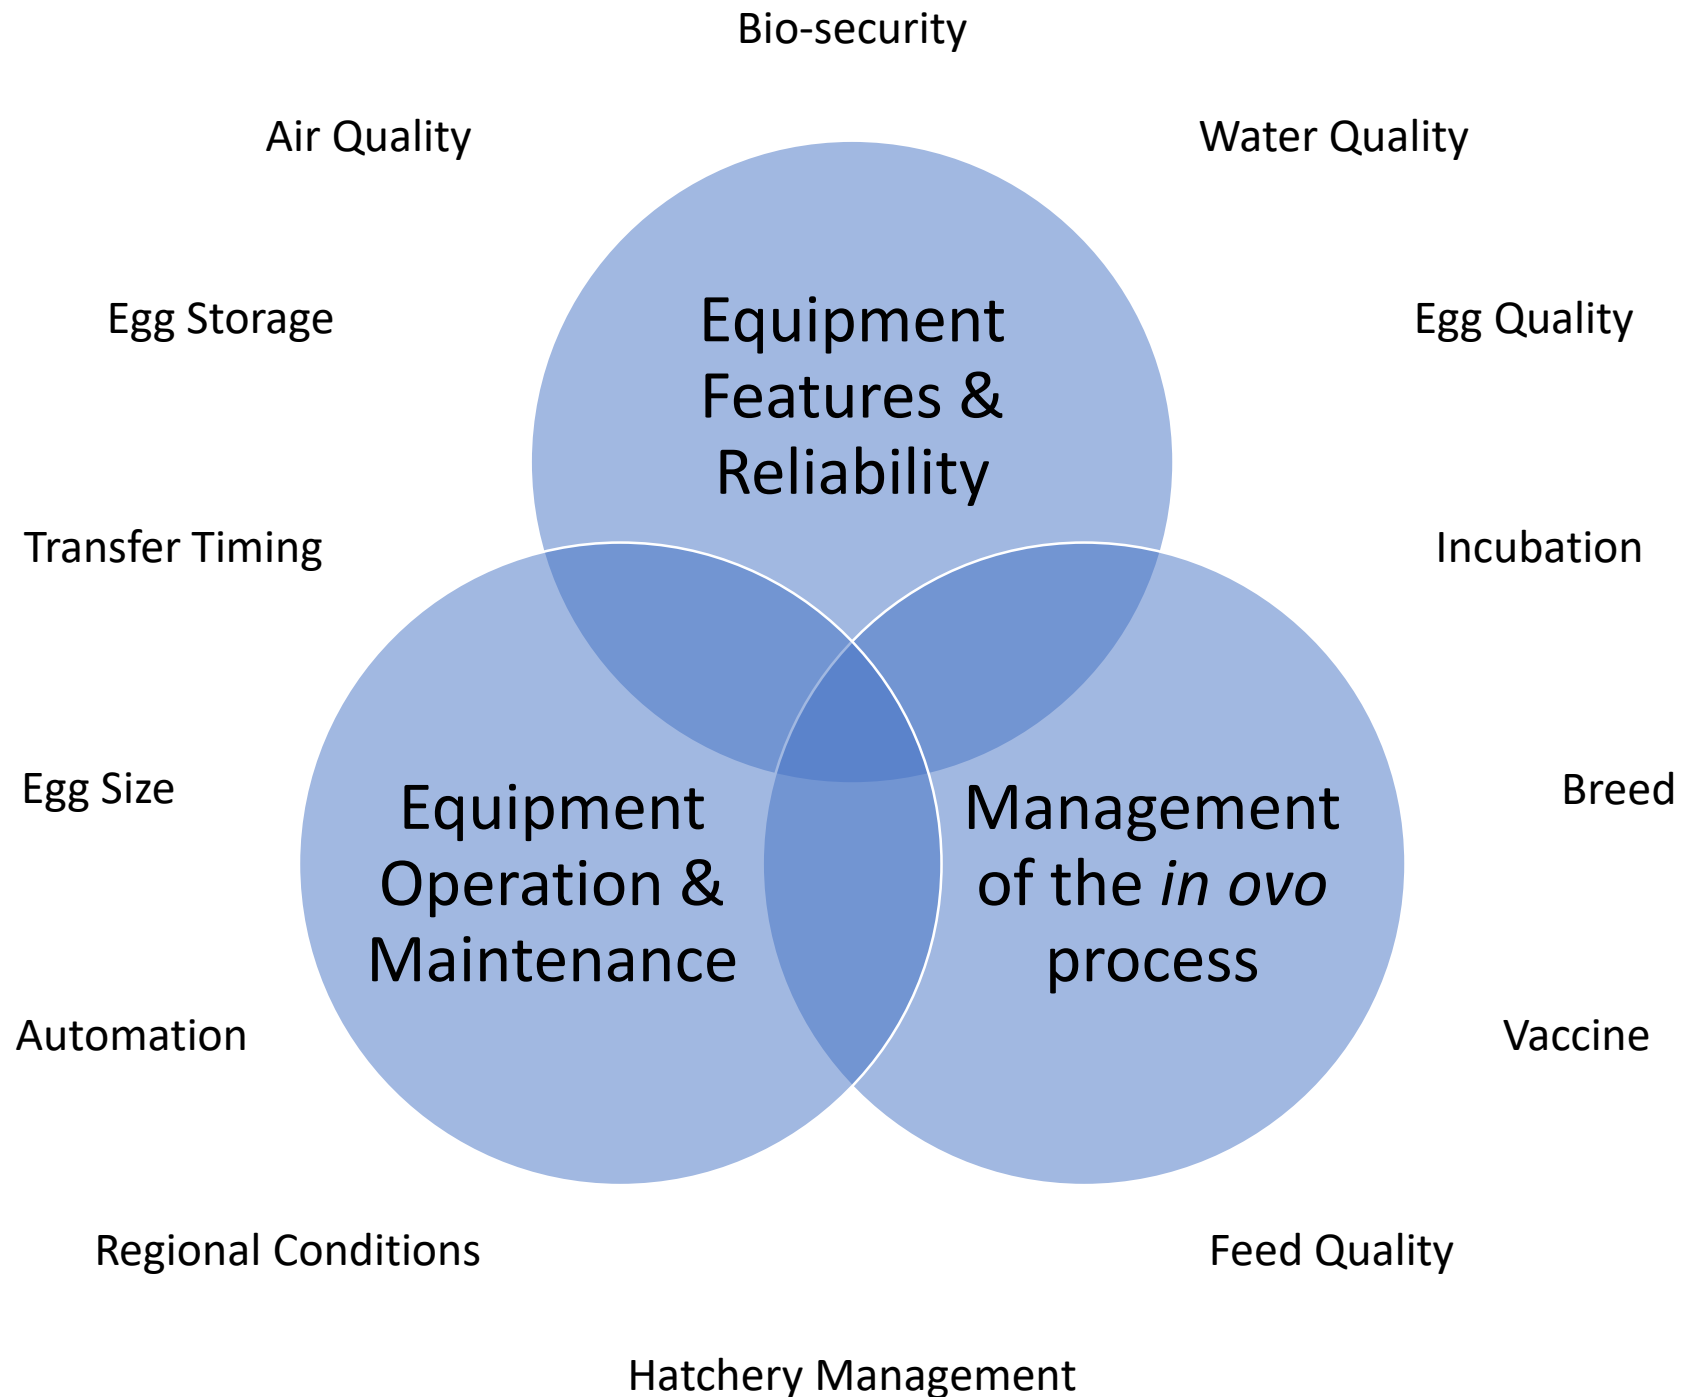 Bio-security
Air Quality
Water Quality
Egg Storage
Equipment
Features &
Reliability
Egg Quality
Transfer Timing
Incubation
Egg Size
Equipment
Operation &
Maintenance
Management
of the in ovo
process
Breed
Automation
Vaccine
Regional Conditions
Feed Quality
Hatchery Management